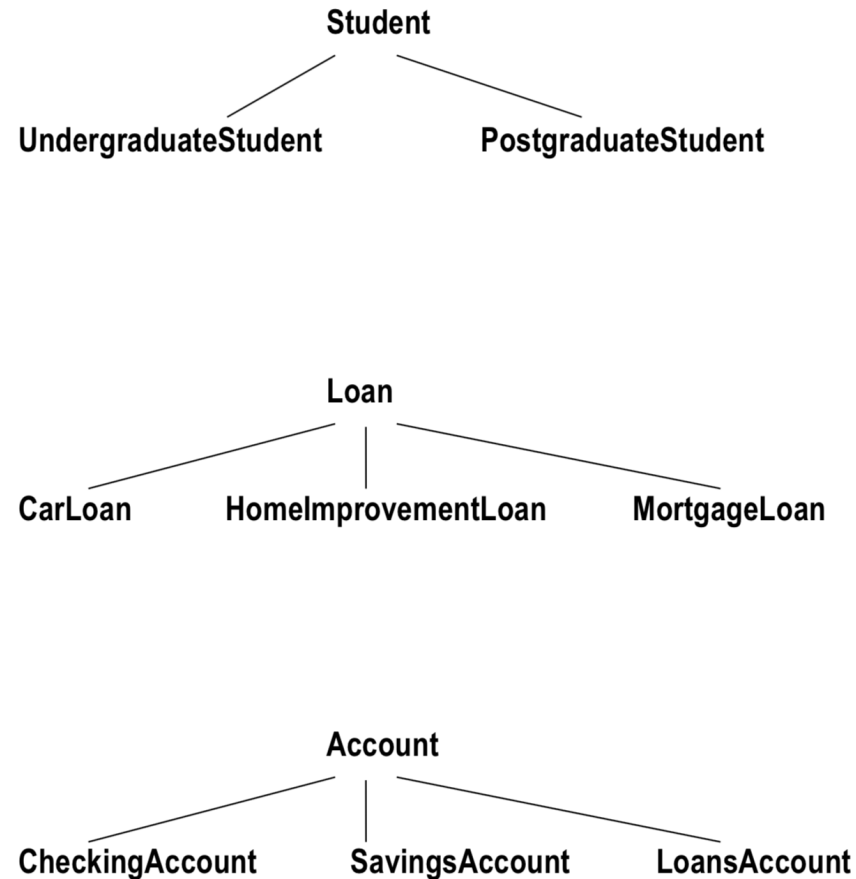 Student
UndergraduateStudent PostgraduateStudent
Loan
CarLoan HomeImprovementLoan MortgageLoan
Account
CheckingAccount SavingsAccount LoansAccount